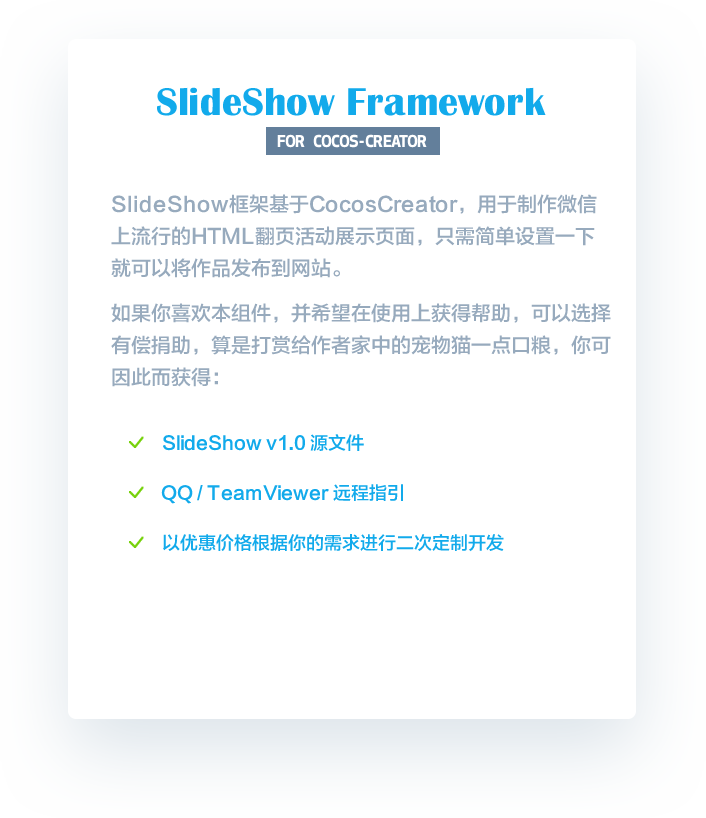 SlideShow Framework
FOR COCOS-CREATOR
SlideShow框架基于CocosCreator，用于制作微信
上流行的HTML翻页活动展示页面，只需简单设置一下
就可以将作品发布到网站。
如果你喜欢本组件，并希望在使用上获得帮助，可以选择
有偿捐助，算是打赏给作者家中的宠物猫一点口粮，你可
因此而获得：
SlideShow v1.0 源文件
QQ / TeamViewer 远程指引
以优惠价格根据你的需求进行二次定制开发